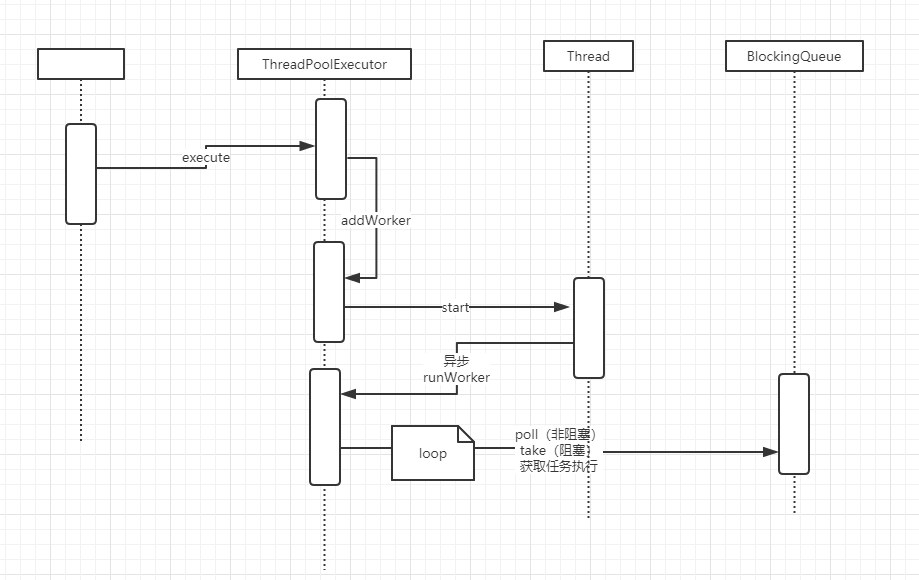 ThreadPoolExecutor
Thread
BlockingQueue
execute
addWorker
start
异步
runWorker
loop
poll（非阻塞）
take（阻塞）
获取任务执行